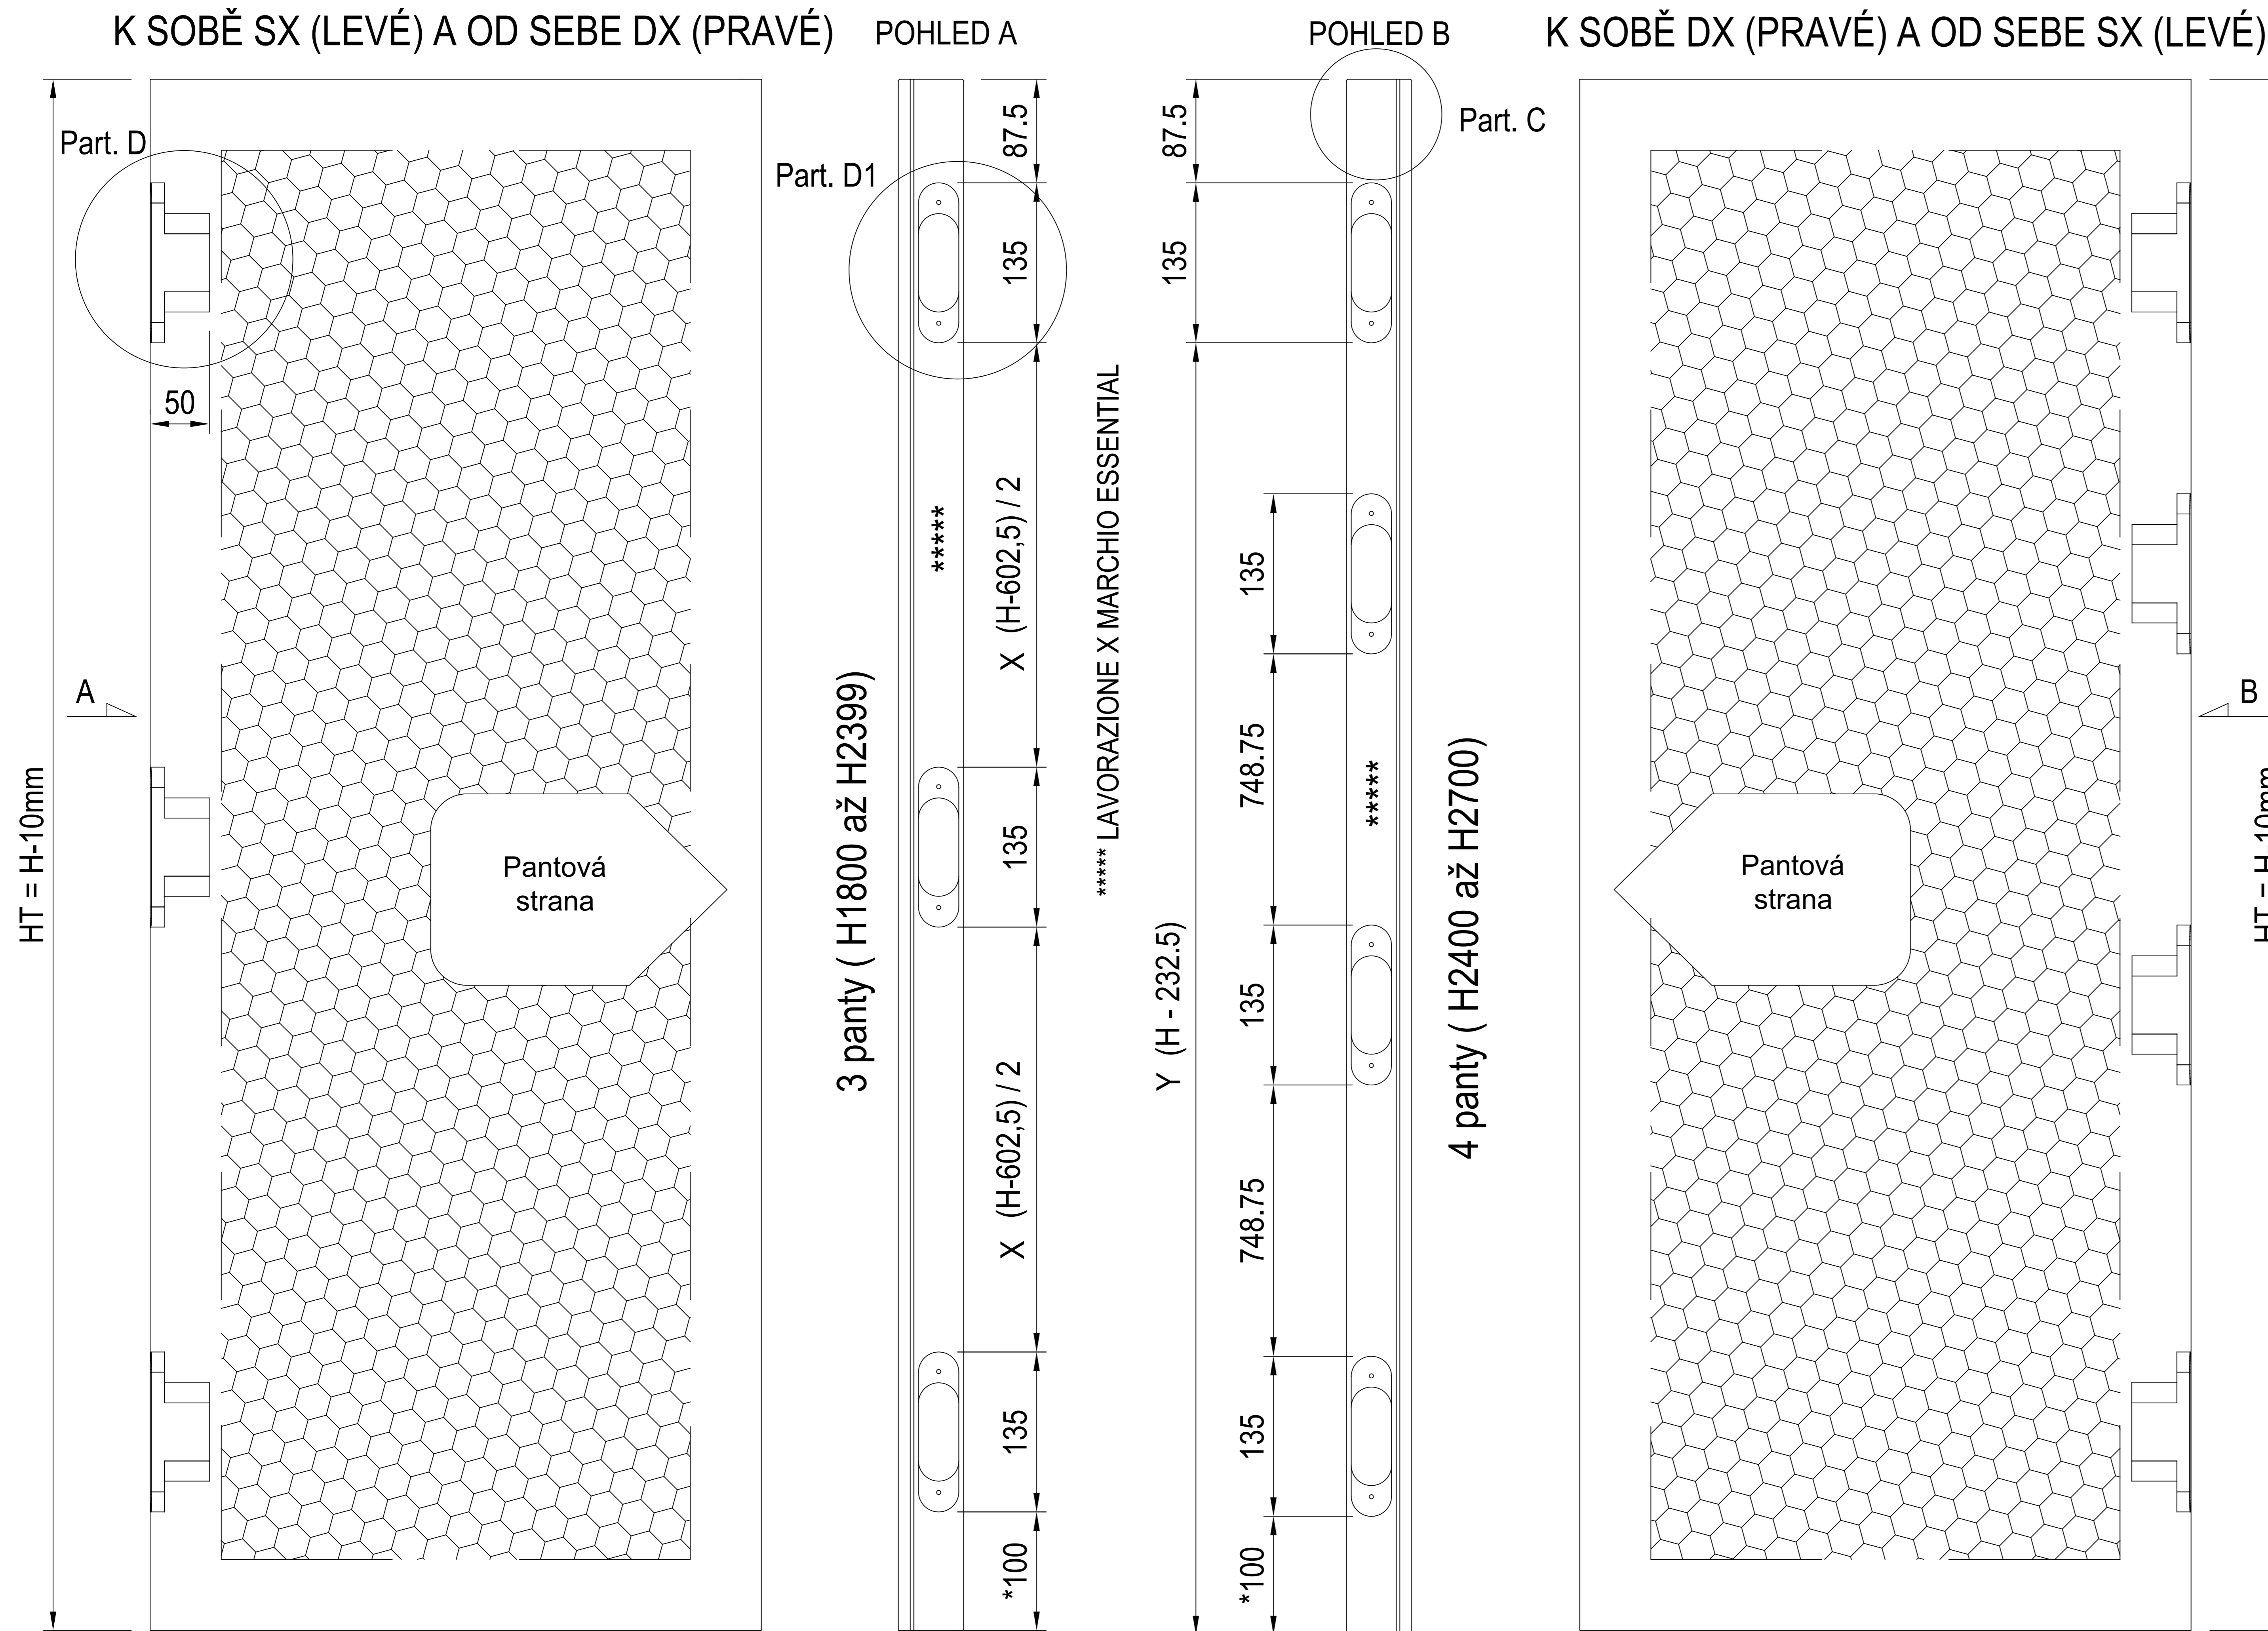 K SOBĚ SX (LEVÉ) A OD SEBE DX (PRAVÉ)
POHLED A
POHLED B
K SOBĚ DX (PRAVÉ) A OD SEBE SX (LEVÉ)
Part. D
Part. D1
Part. C
50
A
HT = H-10mm
Pantová
strana
3 panty ( H1800 až H2399)
*****
87.5
135
X (H-602,5) / 2
135
X (H-602,5) / 2
135
*100
***** LAVORAZIONE X MARCHIO ESSENTIAL
87.5
135
Y (H - 232.5)
135
748.75
135
748.75
135
*100
*****
4 panty ( H2400 až H2700)
Pantová
strana
B
HT = H-10mm